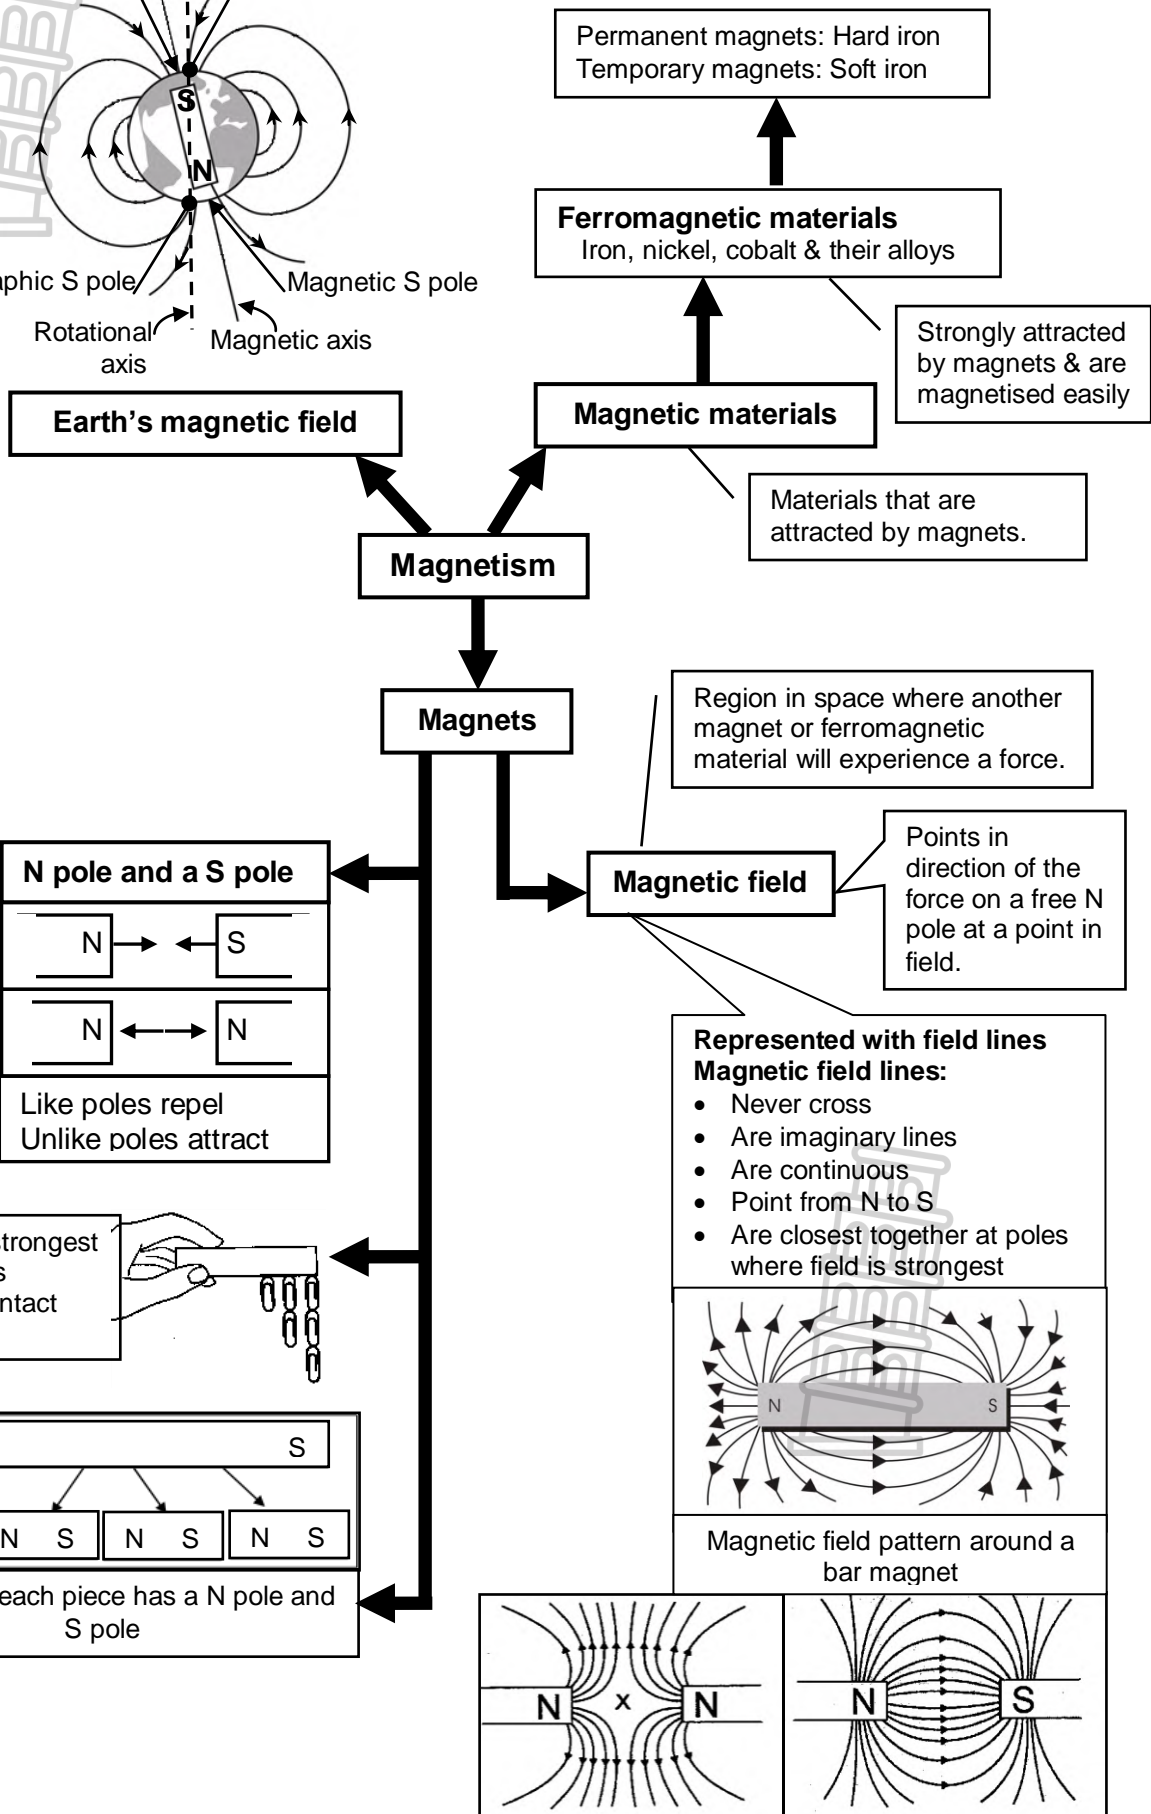 S
N
S pole
Magnetic S pole
Rotational
axis
Magnetic axis
Earth's magnetic field
Permanent magnets: Hard iron
Temporary magnets: Soft iron
Ferromagnetic materials
Iron, nickel, cobalt & their alloys
Strongly attracted
by magnets & are
magnetised easily
Magnetic materials
Materials that are
attracted by magnets.
Magnetism
Magnets
Region in space where another
magnet or ferromagnetic
material will experience a force.
Magnetic field
Points in
direction of the
force on a free N
pole at a point in
field.
N pole and a S pole
N S
N N
Like poles repel
Unlike poles attract
strongest
S
N S N S N S
each piece has a N pole and
S pole
Represented with field lines
Magnetic field lines:
• Never cross
• Are imaginary lines
• Are continuous
• Point from N to S
• Are closest together at poles
where field is strongest
N S
Magnetic field pattern around a
bar magnet
N x N
N S